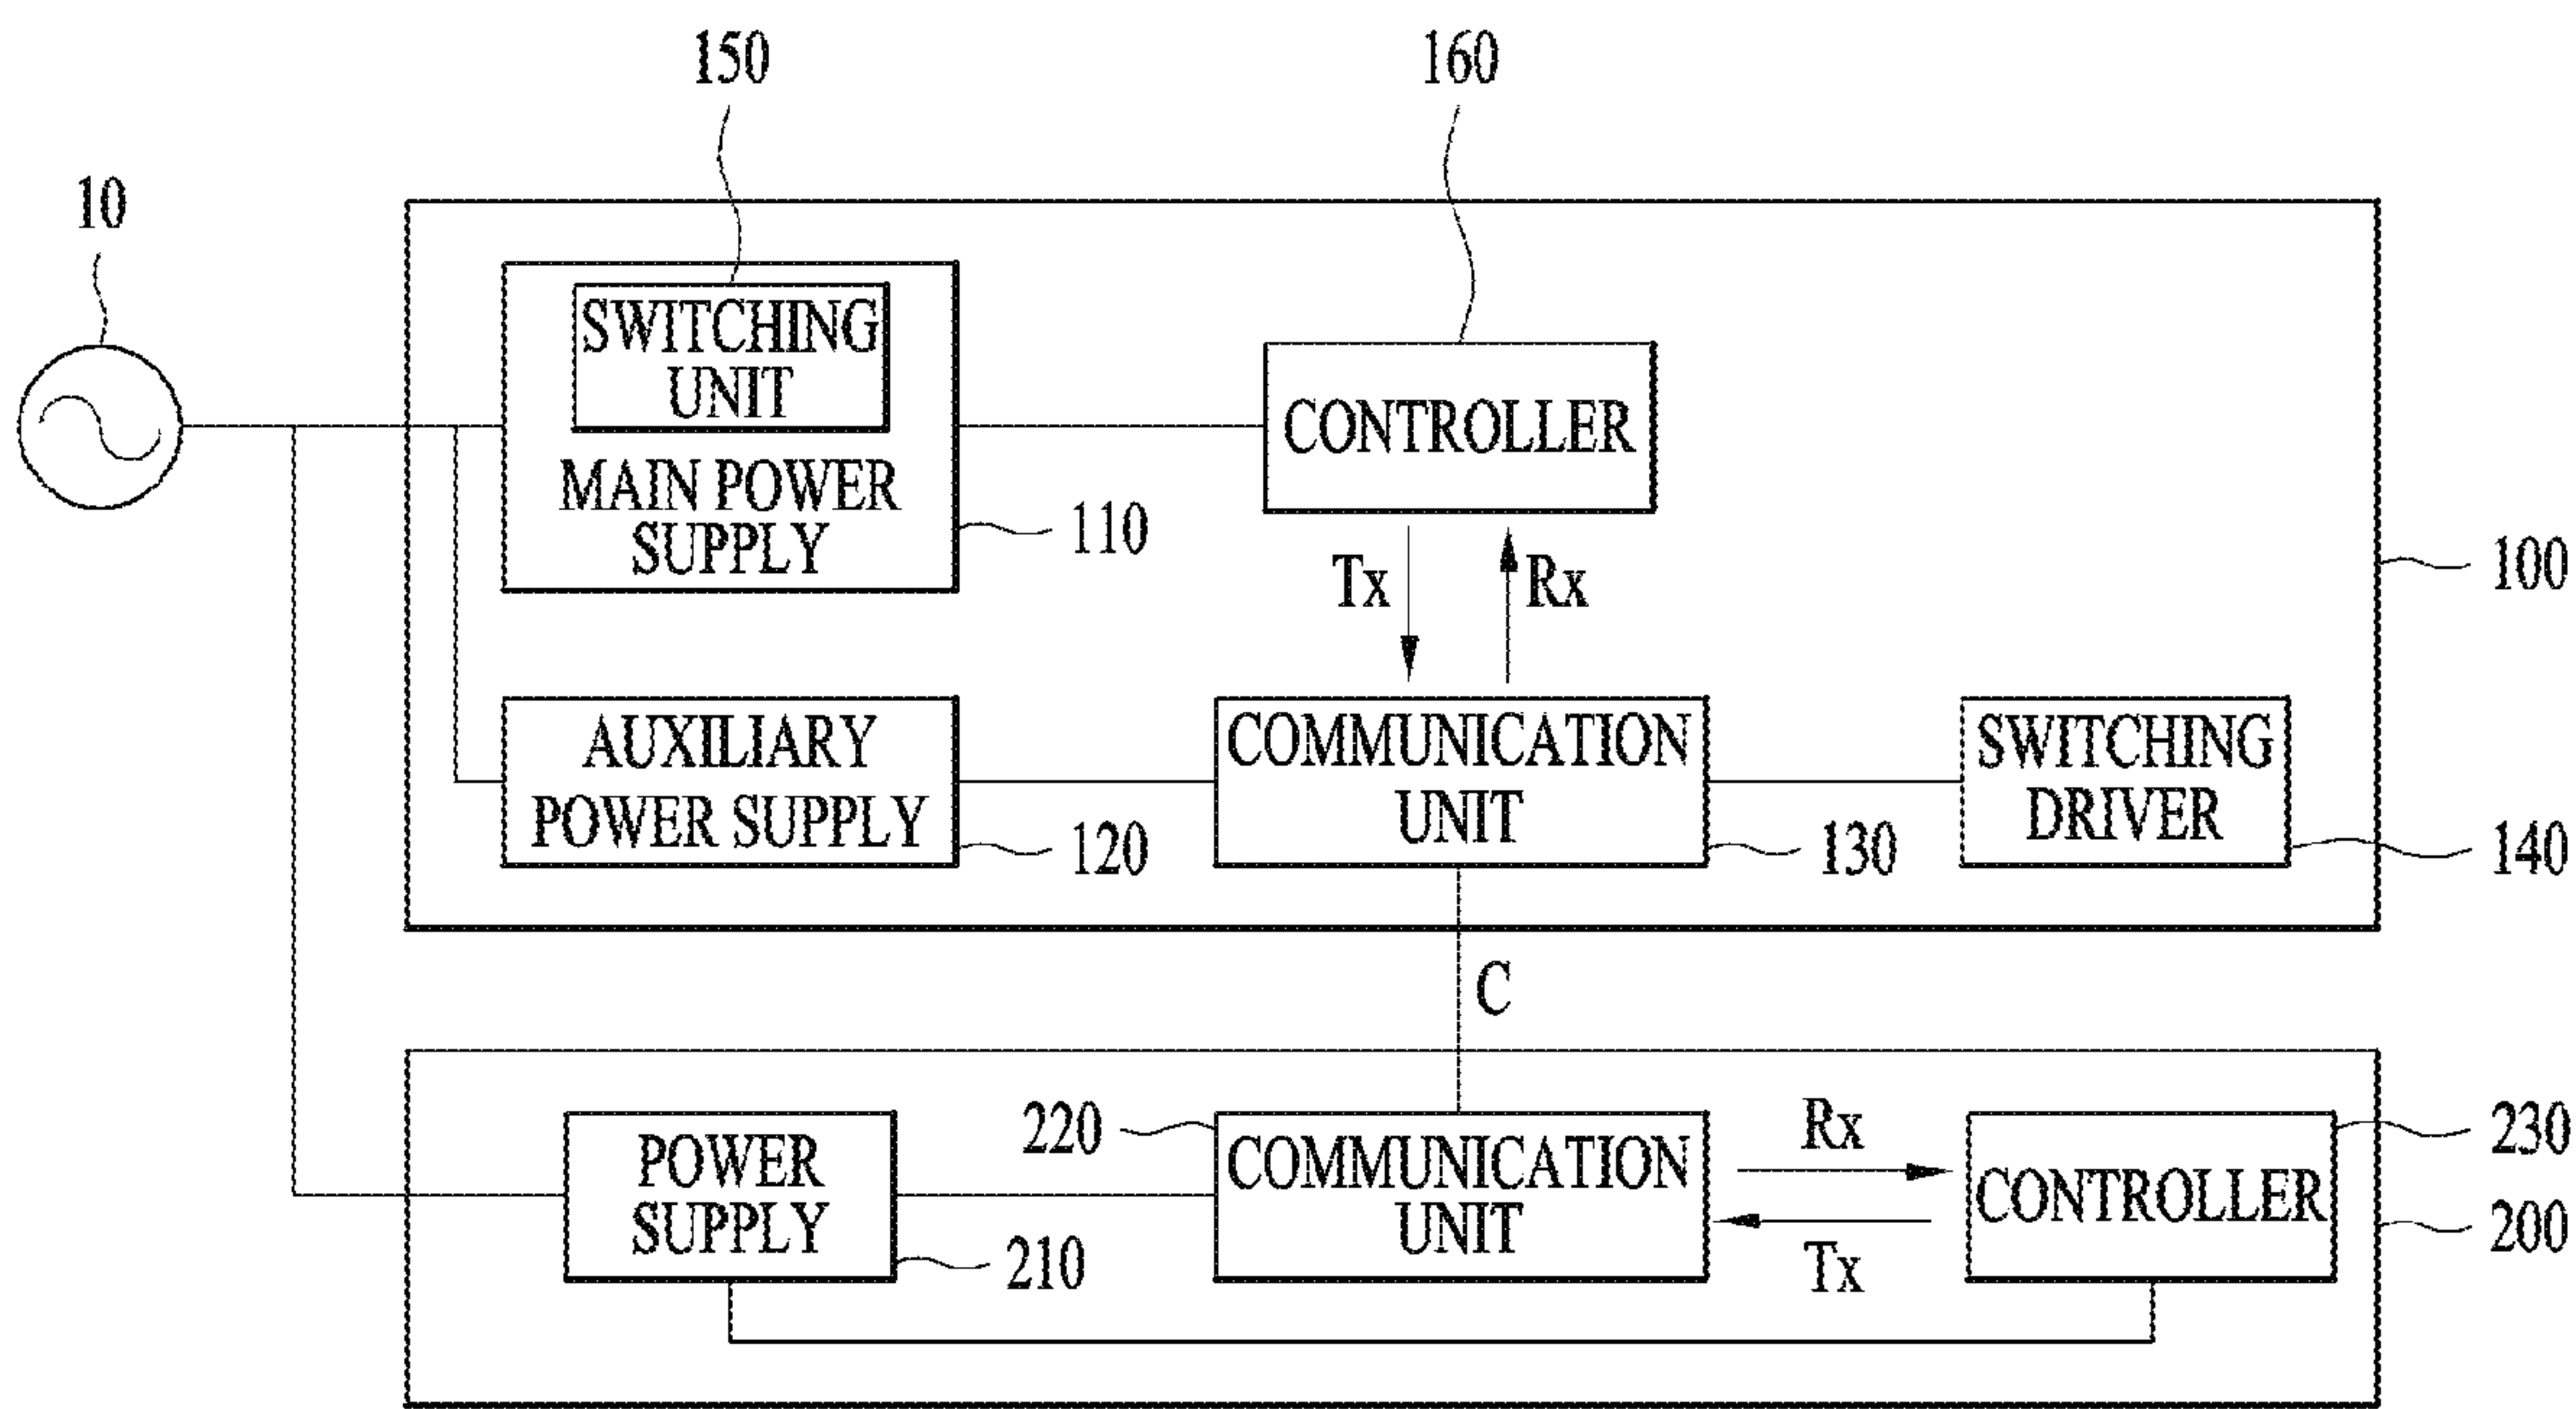 150
160
10
SWITCHING
UNIT
MAIN POWER
SUPPLY
110
CONTROLLER
Tx
Rx
100
AUXILIARY
POWER SUPPLY
120
COMMUNICATION
UNIT
130
SWITCHING
DRIVER
140
C
POWER
SUPPLY
210
220
COMMUNICATION
UNIT
Rx
Tx
CONTROLLER
230
200